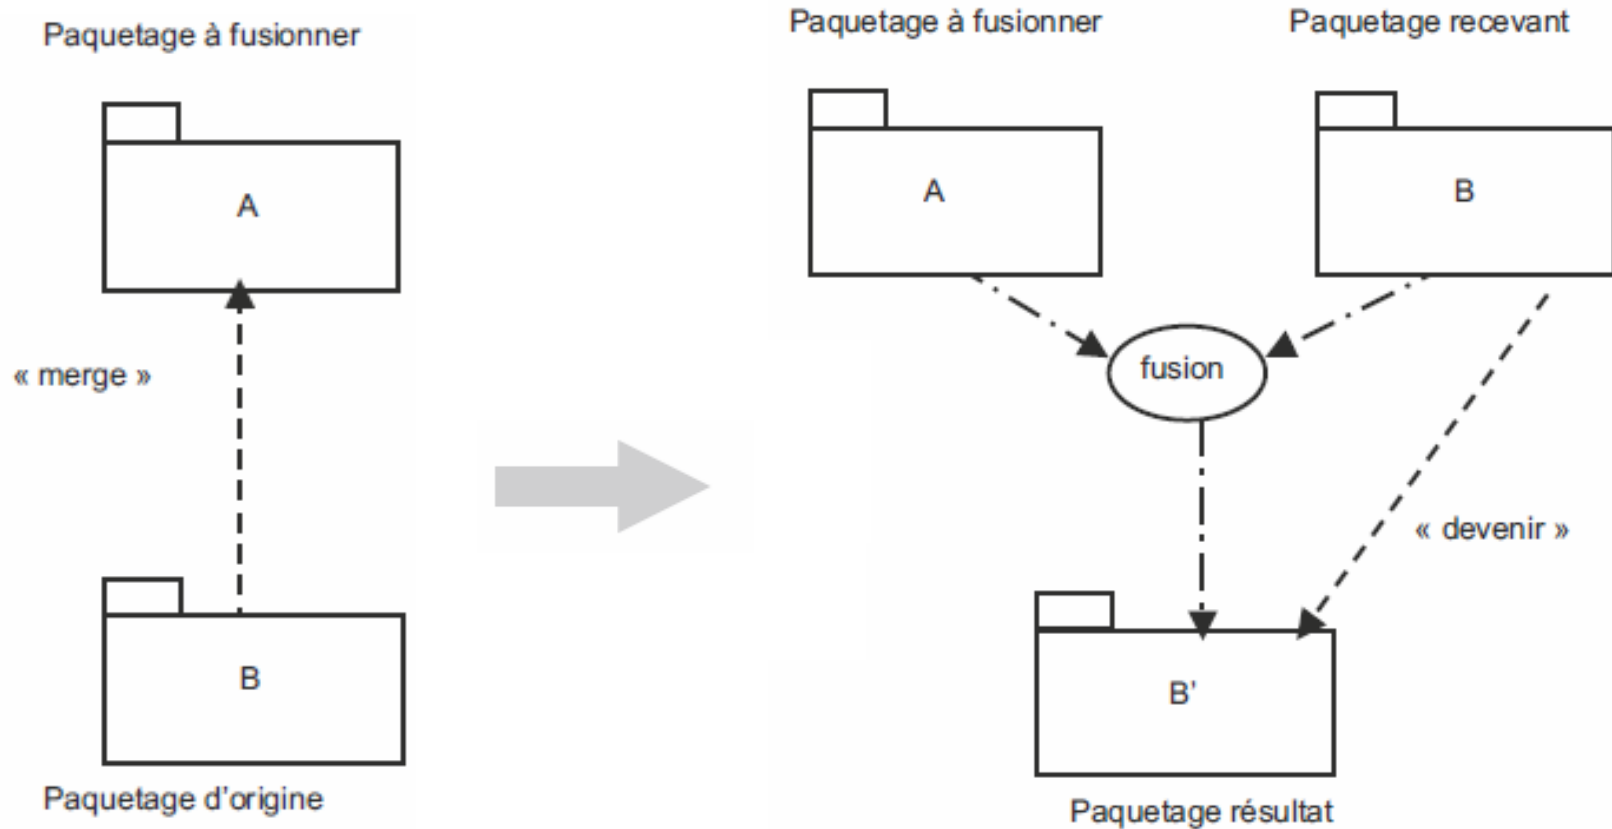 Paquetage à fusionner
A
« merge »
B
Paquetage d'origine
Paquetage à fusionner
Paquetage recevant
A
B
fusion
« devenir »
B'
Paquetage résultat